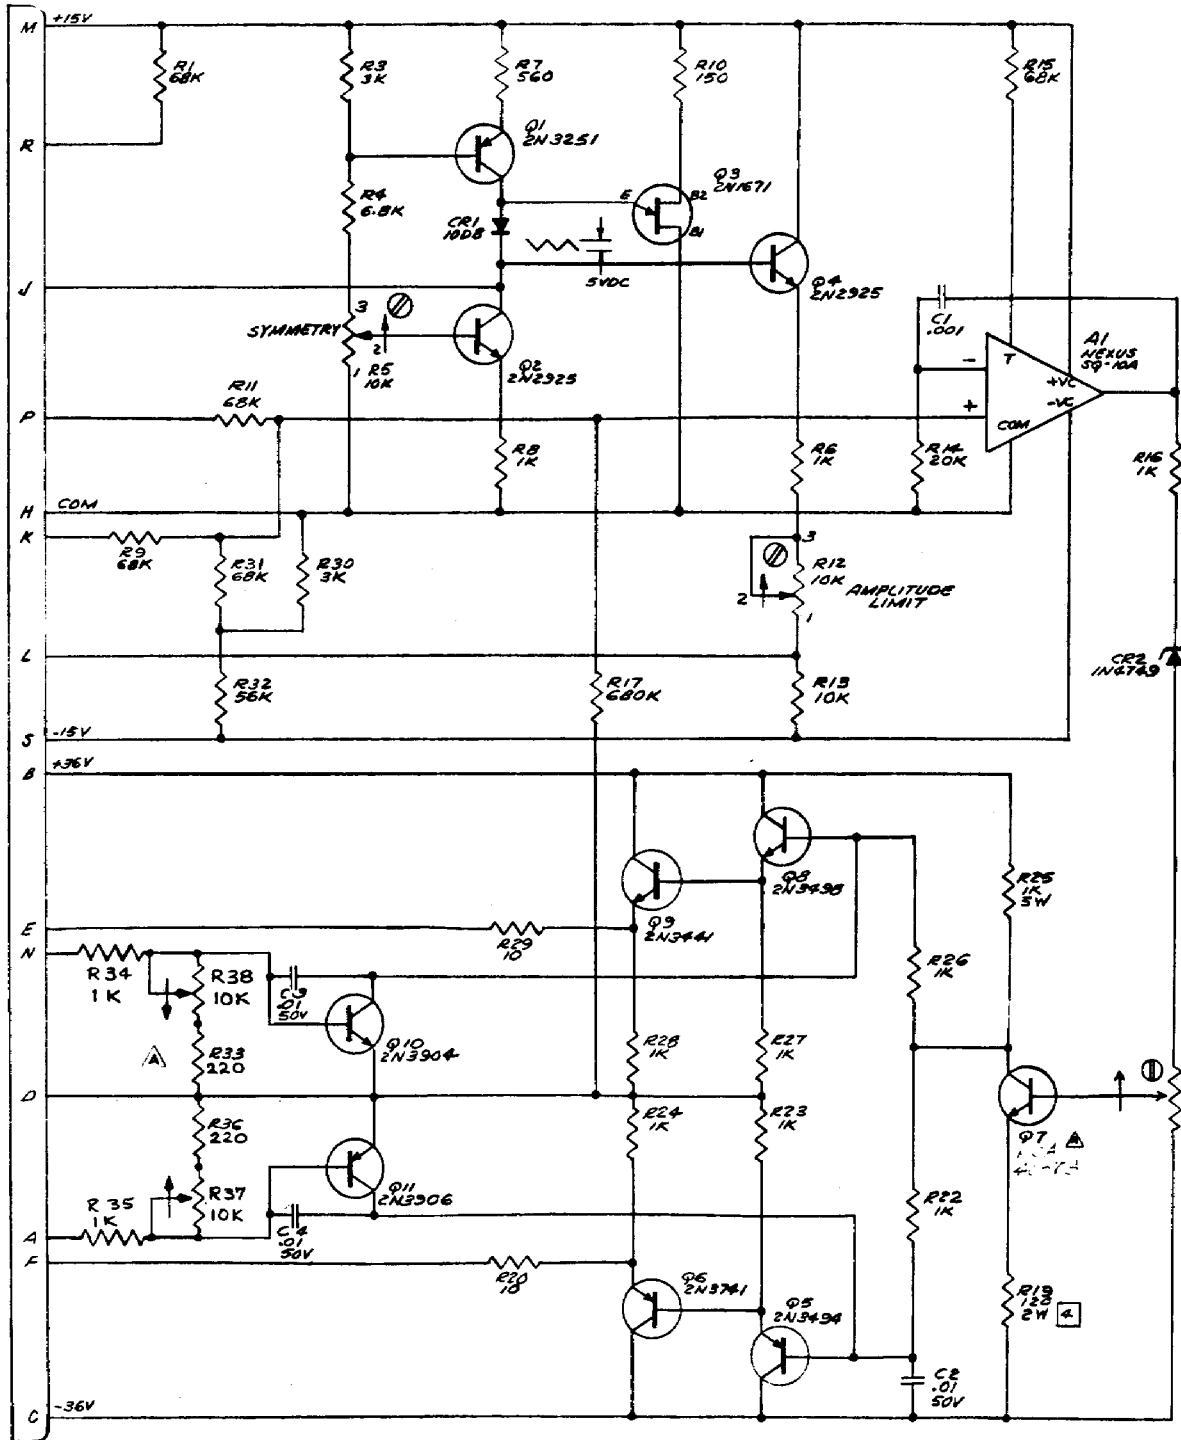 M +15V
R1
68K
R3
3K
R7
560
R10
150
R15
68K
R
Q1
2N3251
R4
6.8K
CR1
10D8
E
B2
B1
Q3
2N1671
5VDC
Q4
2N2925
J
SYMMETRY
3
2
1
R5
10K
Q2
2N2925
C1
.001
T
-
+
+VC
-VC
COM
A1
NEXUS
SQ-10A
R11
68K
P
R8
1K
R6
1K
R14
20K
R16
1K
H COM
K
R9
68K
R31
68K
R30
3K
3
2
1
R12
10K
AMPLITUDE
LIMIT
L
CR2
1N4749
R32
56K
R17
680K
R13
10K
S -15V
B +36V
Q8
2N3498
R25
1K
5W
E
R29
10
Q9
2N3441
N
R34
1K
R38
10K
C3
.01
50V
R26
1K
Q10
2N3904
R33
220
R28
1K
R27
1K
D
R36
220
R24
1K
R23
1K
Q7
R37
10K
Q11
2N3906
R22
1K
R35
1K
A
C4
.01
50V
F
R20
10
Q6
2N3741
Q5
2N3494
R19
120
2W
4
C2
.01
50V
C -36V